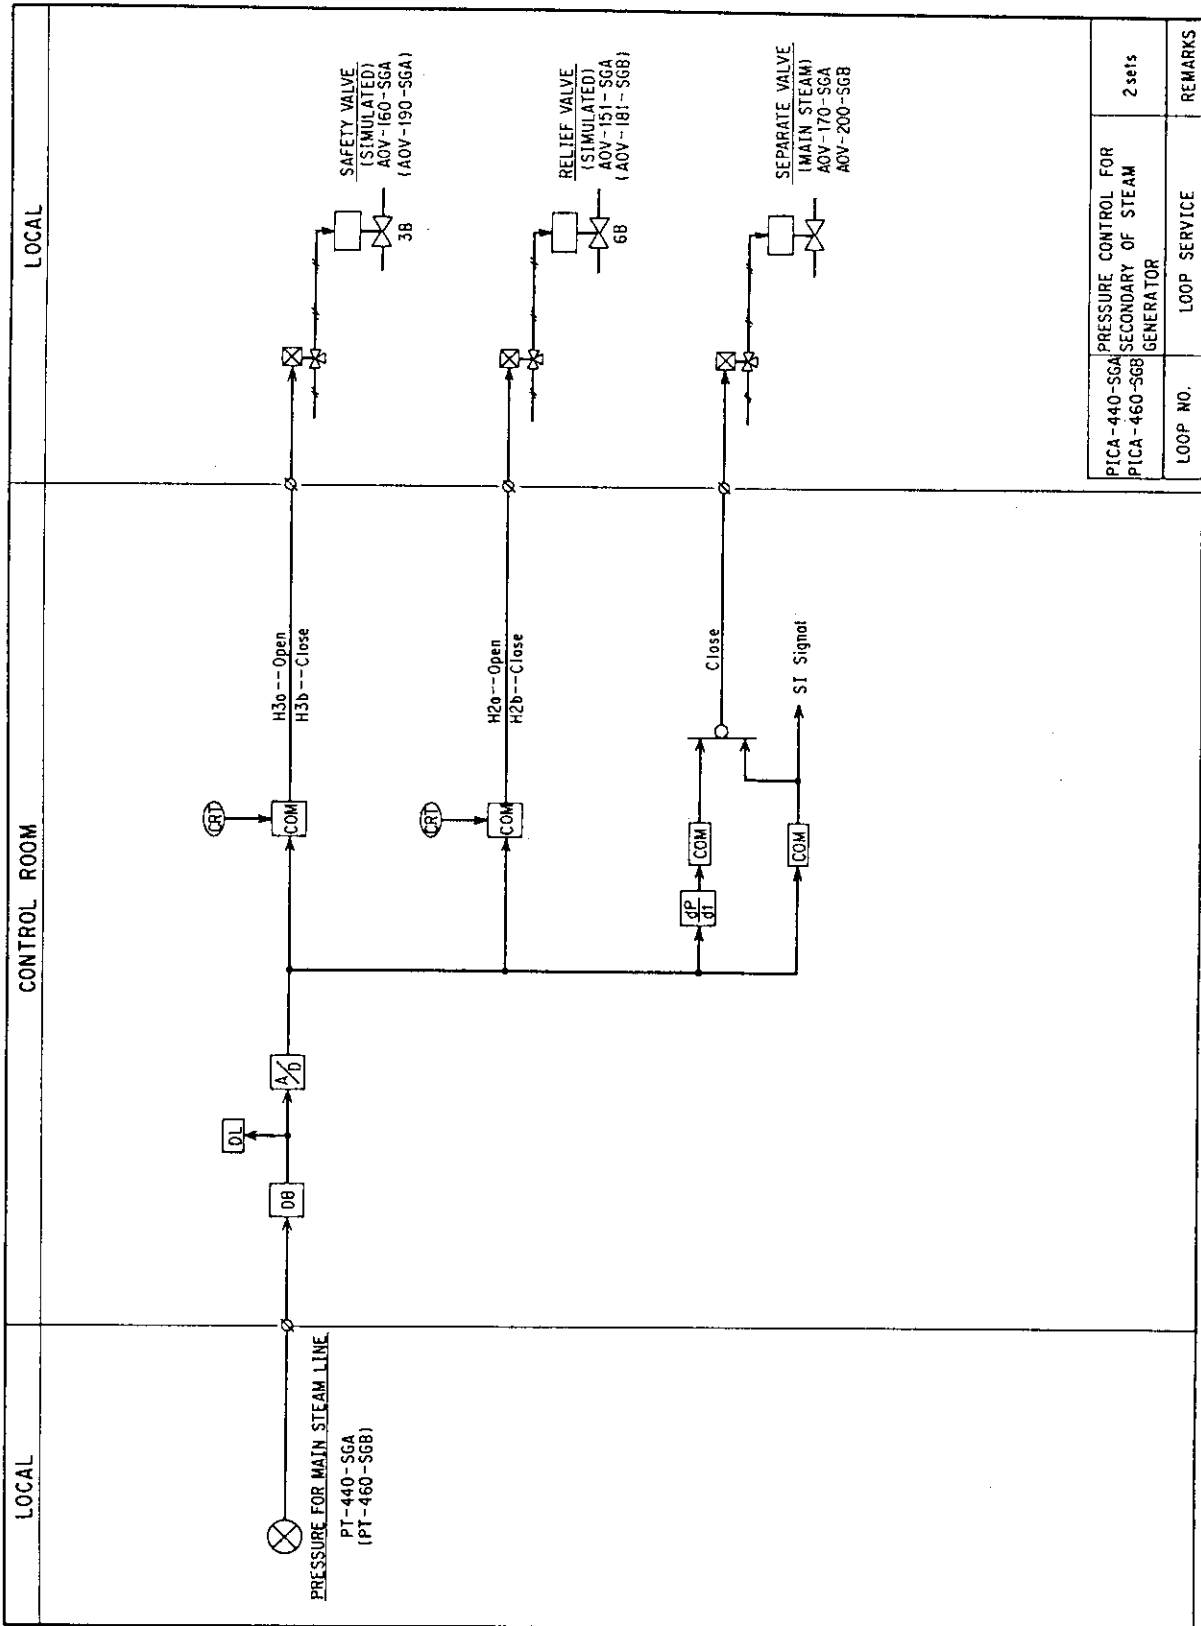 LOCAL
CONTROL ROOM
LOCAL
PRESSURE FOR MAIN STEAM LINE
PT-440-SGA
(PT-460-SGB)
DB
DL
A/D
CRT
COM
H3a---Open
H3b---Close
SAFETY VALVE
(SIMULATED)
AOV-160-SGA
(AOV-190-SGA)
3B
CRT
COM
H2a---Open
H2b---Close
RELIEF VALVE
(SIMULATED)
AOV-151-SGA
(AOV-181-SGB)
6B
dP
dt
COM
COM
Close
SI Signal
SEPARATE VALVE
(MAIN STEAM)
AOV-170-SGA
AOV-200-SGB
PICA-440-SGA
PICA-460-SGB
PRESSURE CONTROL FOR
SECONDARY OF STEAM
GENERATOR
2 sets
LOOP NO.
LOOP SERVICE
REMARKS